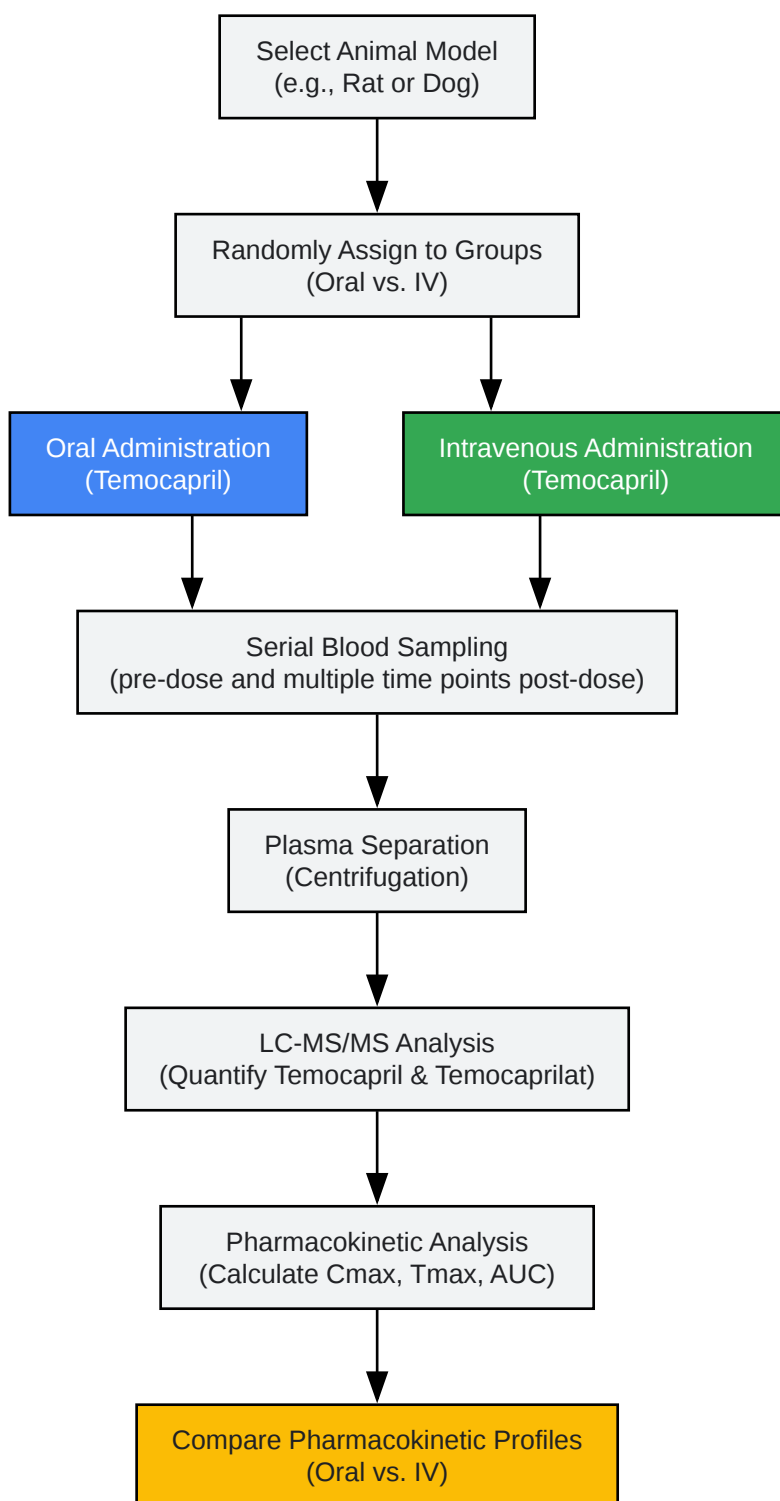 Select Animal Model
(e.g., Rat or Dog)
Randomly Assign to Groups
(Oral vs. IV)
Oral Administration
(Temocapril)
Intravenous Administration
(Temocapril)
Serial Blood Sampling
(pre-dose and multiple time points post-dose)
Plasma Separation
(Centrifugation)
LC-MS/MS Analysis
(Quantify Temocapril & Temocaprilat)
Pharmacokinetic Analysis
(Calculate Cmax, Tmax, AUC)
Compare Pharmacokinetic Profiles
(Oral vs. IV)